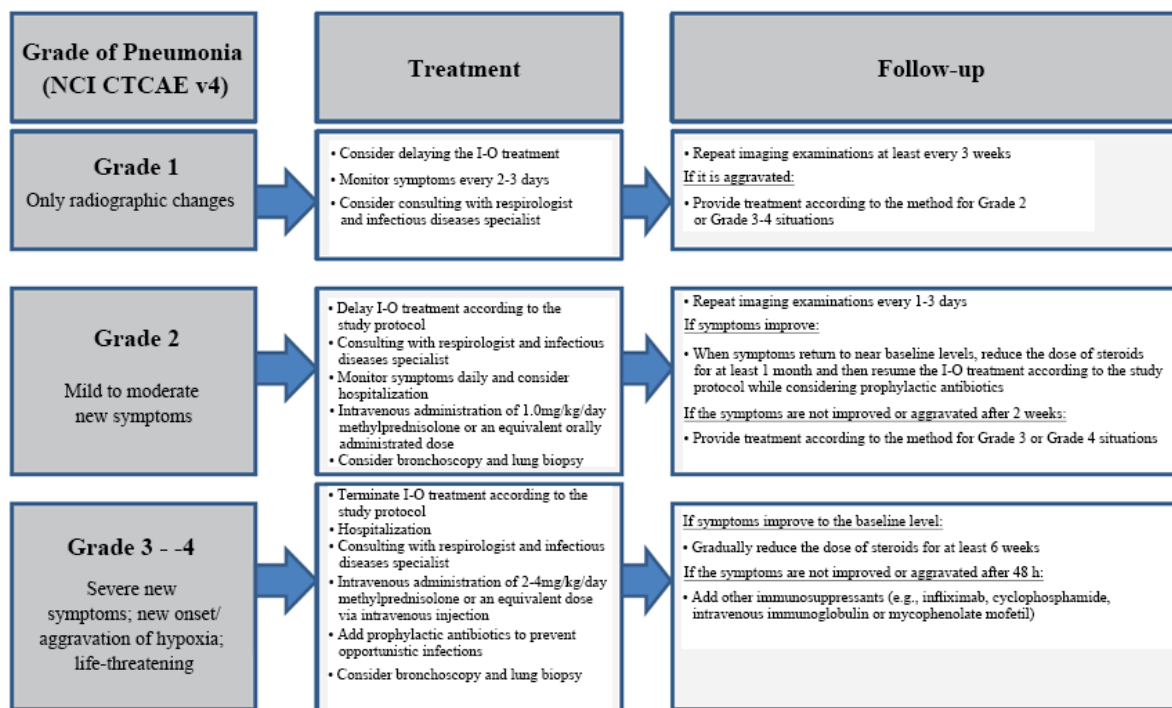 Grade of Pneumonia
(NCI CTCAE v4)
Treatment
Follow-up
Grade 1
Only radiographic changes
• Consider delaying the I-O treatment
• Monitor symptoms every 2-3 days
• Consider consulting with respirologist
and infectious diseases specialist
• Repeat imaging examinations at least every 3 weeks
If it is aggravated:
• Provide treatment according to the method for Grade 2
or Grade 3-4 situations
Grade 2
Mild to moderate
new symptoms
• Delay I-O treatment according to the
study protocol
• Consulting with respirologist and infectious
diseases specialist
• Monitor symptoms daily and consider
hospitalization
• Intravenous administration of 1.0mg/kg/day
methylprednisolone or an equivalent orally
administrated dose
• Consider bronchoscopy and lung biopsy
• Repeat imaging examinations every 1-3 days
If symptoms improve:
• When symptoms return to near baseline levels, reduce the dose of steroids
for at least 1 month and then resume the I-O treatment according to the study
protocol while considering prophylactic antibiotics
If the symptoms are not improved or aggravated after 2 weeks:
• Provide treatment according to the method for Grade 3 or Grade 4 situations
Grade 3 - -4
Severe new
symptoms; new onset/
aggravation of hypoxia;
life-threatening
• Terminate I-O treatment according to the
study protocol
• Hospitalization
• Consulting with respirologist and infectious
diseases specialist
• Intravenous administration of 2-4mg/kg/day
methylprednisolone or an equivalent dose
via intravenous injection
• Add prophylactic antibiotics to prevent
opportunistic infections
• Consider bronchoscopy and lung biopsy
If symptoms improve to the baseline level:
• Gradually reduce the dose of steroids for at least 6 weeks
If the symptoms are not improved or aggravated after 48 h:
• Add other immunosuppressants (e.g., infliximab, cyclophosphamide,
intravenous immunoglobulin or mycophenolate mofetil)